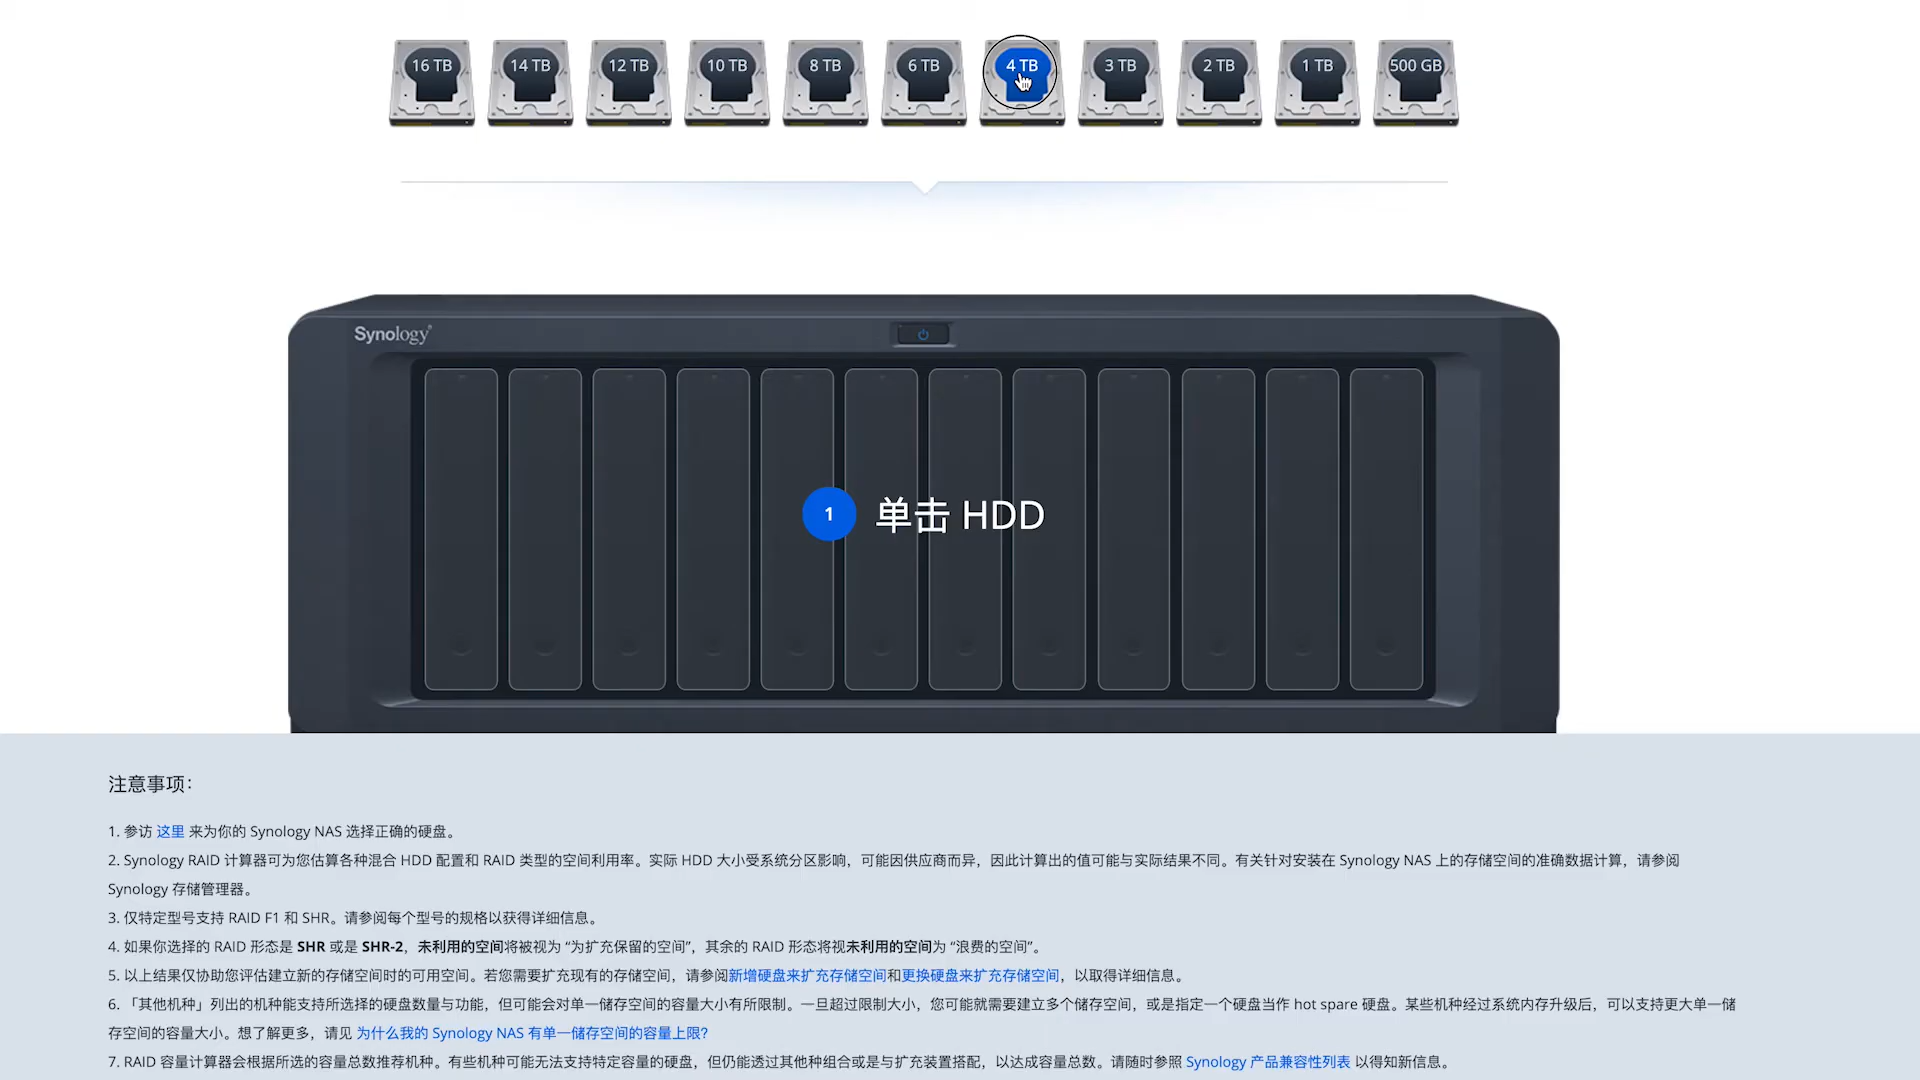 16 TB 14 TB 12 TB 10 TB 8 TB 6 TB 4 TB 3 TB 2 TB 1 TB 500 GB
Synology®
1 单击 HDD
注意事项：
1. 参访 这里 来为你的 Synology NAS 选择正确的硬盘。
2. Synology RAID 计算器可为您估算各种混合 HDD 配置和 RAID 类型的空间利用率。实际 HDD 大小受系统分区影响，可能因供应商而异，因此计算出的值可能与实际结果不同。有关针对安装在 Synology NAS 上的存储空间的准确数据计算，请参阅
Synology 存储管理器。
3. 仅特定型号支持 RAID F1 和 SHR。请参阅每个型号的规格以获得详细信息。
4. 如果你选择的 RAID 形态是 SHR 或是 SHR-2，未利用的空间将被视为 “为扩充保留的空间”，其余的 RAID 形态将视未利用的空间为 “浪费的空间”。
5. 以上结果仅协助您评估建立新的存储空间时的可用空间。若您需要扩充现有的存储空间，请参阅新增硬盘来扩充存储空间和更换硬盘来扩充存储空间，以取得详细信息。
6. 「其他机种」列出的机种能支持所选择的硬盘数量与功能，但可能会对单一储存空间的容量大小有所限制。一旦超过限制大小，您可能就需要建立多个储存空间，或是指定一个硬盘当作 hot spare 硬盘。某些机种经过系统内存升级后，可以支持更大单一储
存空间的容量大小。想了解更多，请见 为什么我的 Synology NAS 有单一储存空间的容量上限?
7. RAID 容量计算器会根据所选的容量总数推荐机种。有些机种可能无法支持特定容量的硬盘，但仍能透过其他种组合或是与扩充装置搭配，以达成容量总数。请随时参照 Synology 产品兼容性列表 以得知新信息。